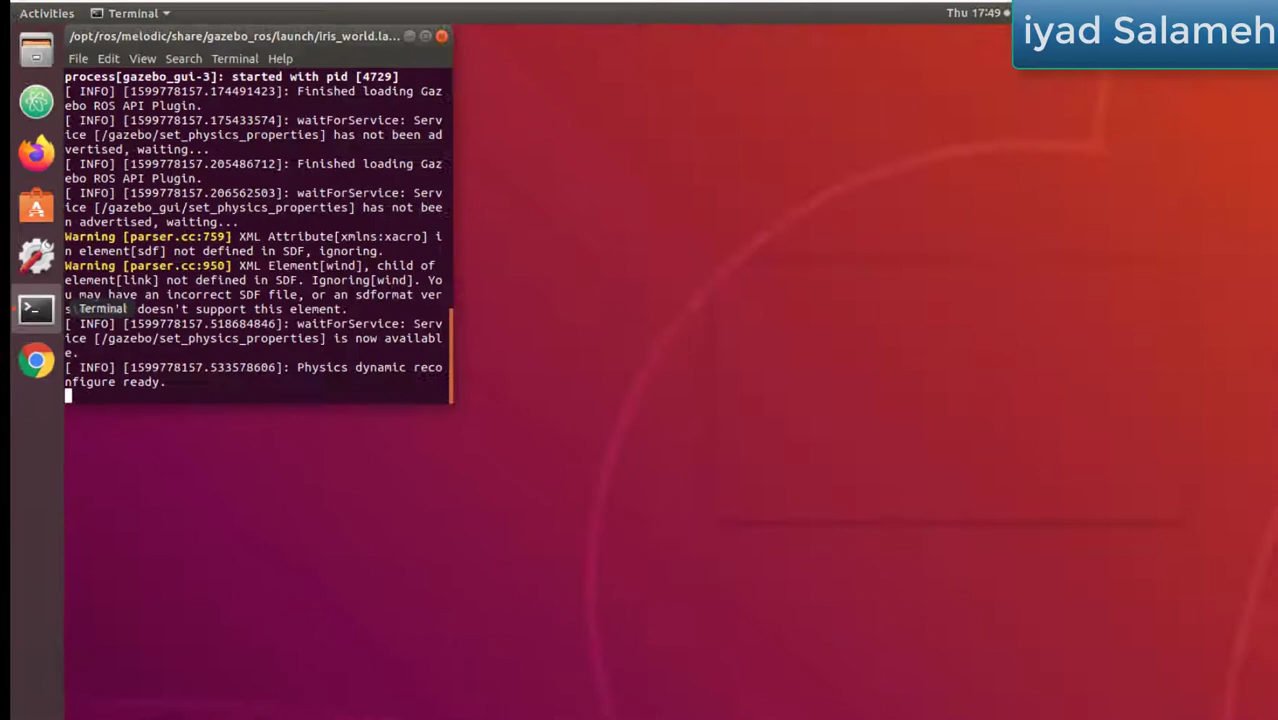 Activities Terminal Thu 17:49
iyad Salameh
/opt/ros/melodic/share/gazebo_ros/launch/iris_world.la...
File Edit View Search Terminal Help
process[gazebo_gui-3]: started with pid [4729]
[ INFO] [1599778157.174491423]: Finished loading Gaz
ebo ROS API Plugin.
[ INFO] [1599778157.175433574]: waitForService: Serv
ice [/gazebo/set_physics_properties] has not been ad
vertised, waiting...
[ INFO] [1599778157.205486712]: Finished loading Gaz
ebo ROS API Plugin.
[ INFO] [1599778157.206562503]: waitForService: Serv
ice [/gazebo_gui/set_physics_properties] has not bee
n advertised, waiting...
Warning [parser.cc:759] XML Attribute[xmlns:xacro] i
n element[sdf] not defined in SDF, ignoring.
Warning [parser.cc:950] XML Element[wind], child of
element[link] not defined in SDF. Ignoring[wind]. Yo
u may have an incorrect SDF file, or an sdformat ver
s Terminal doesn't support this element.
[ INFO] [1599778157.518684846]: waitForService: Serv
ice [/gazebo/set_physics_properties] is now availabl
e.
[ INFO] [1599778157.533578606]: Physics dynamic reco
nfigure ready.